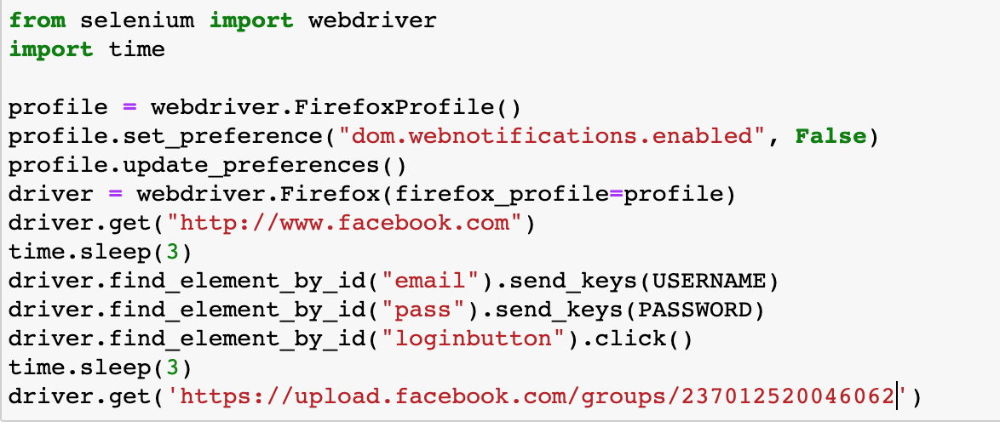 from selenium import webdriver
import time
profile = webdriver.FirefoxProfile()
profile.set_preference("dom.webnotifications.enabled", False)
profile.update_preferences()
driver = webdriver.Firefox(firefox_profile=profile)
driver.get("http://www.facebook.com")
time.sleep(3)
driver.find_element_by_id("email").send_keys(USERNAME)
driver.find_element_by_id("pass").send_keys(PASSWORD)
driver.find_element_by_id("loginbutton").click()
time.sleep(3)
driver.get('https://upload.facebook.com/groups/237012520046062')